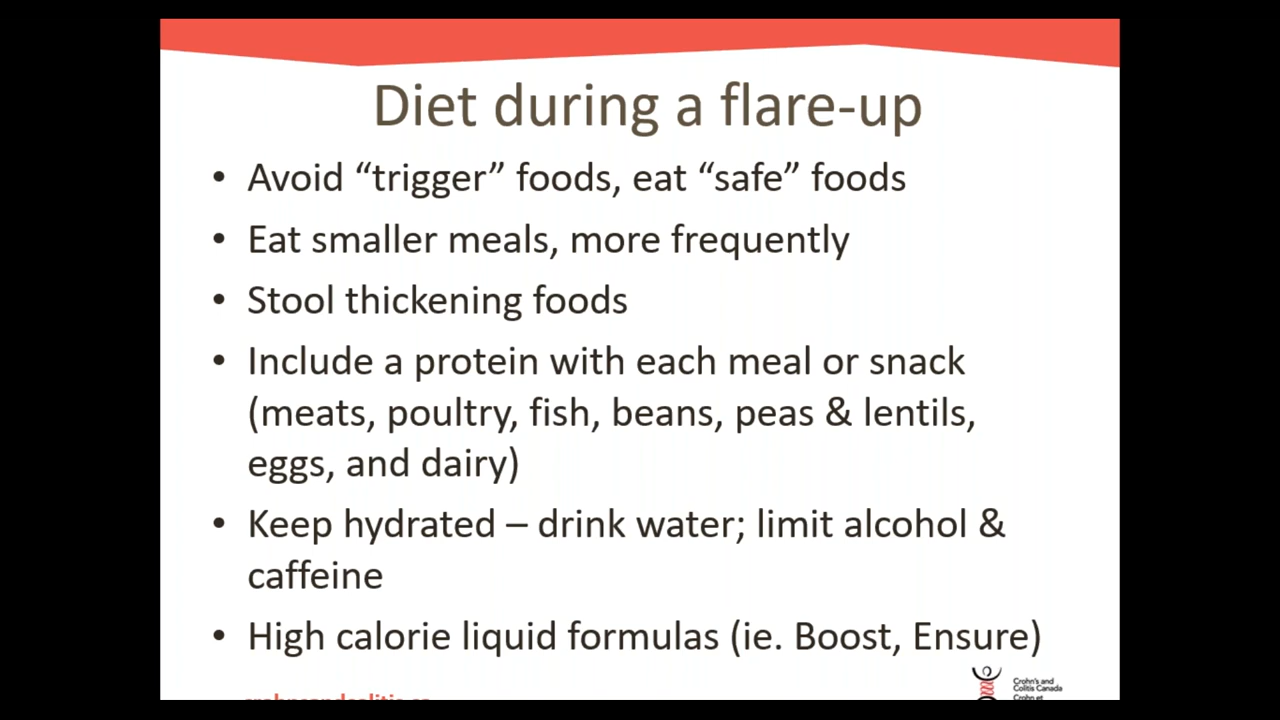 Diet during a flare-up
• Avoid “trigger” foods, eat “safe” foods
• Eat smaller meals, more frequently
• Stool thickening foods
• Include a protein with each meal or snack
(meats, poultry, fish, beans, peas & lentils,
eggs, and dairy)
• Keep hydrated – drink water; limit alcohol &
caffeine
• High calorie liquid formulas (ie. Boost, Ensure)
Crohn's and
Colitis Canada
Crohn et